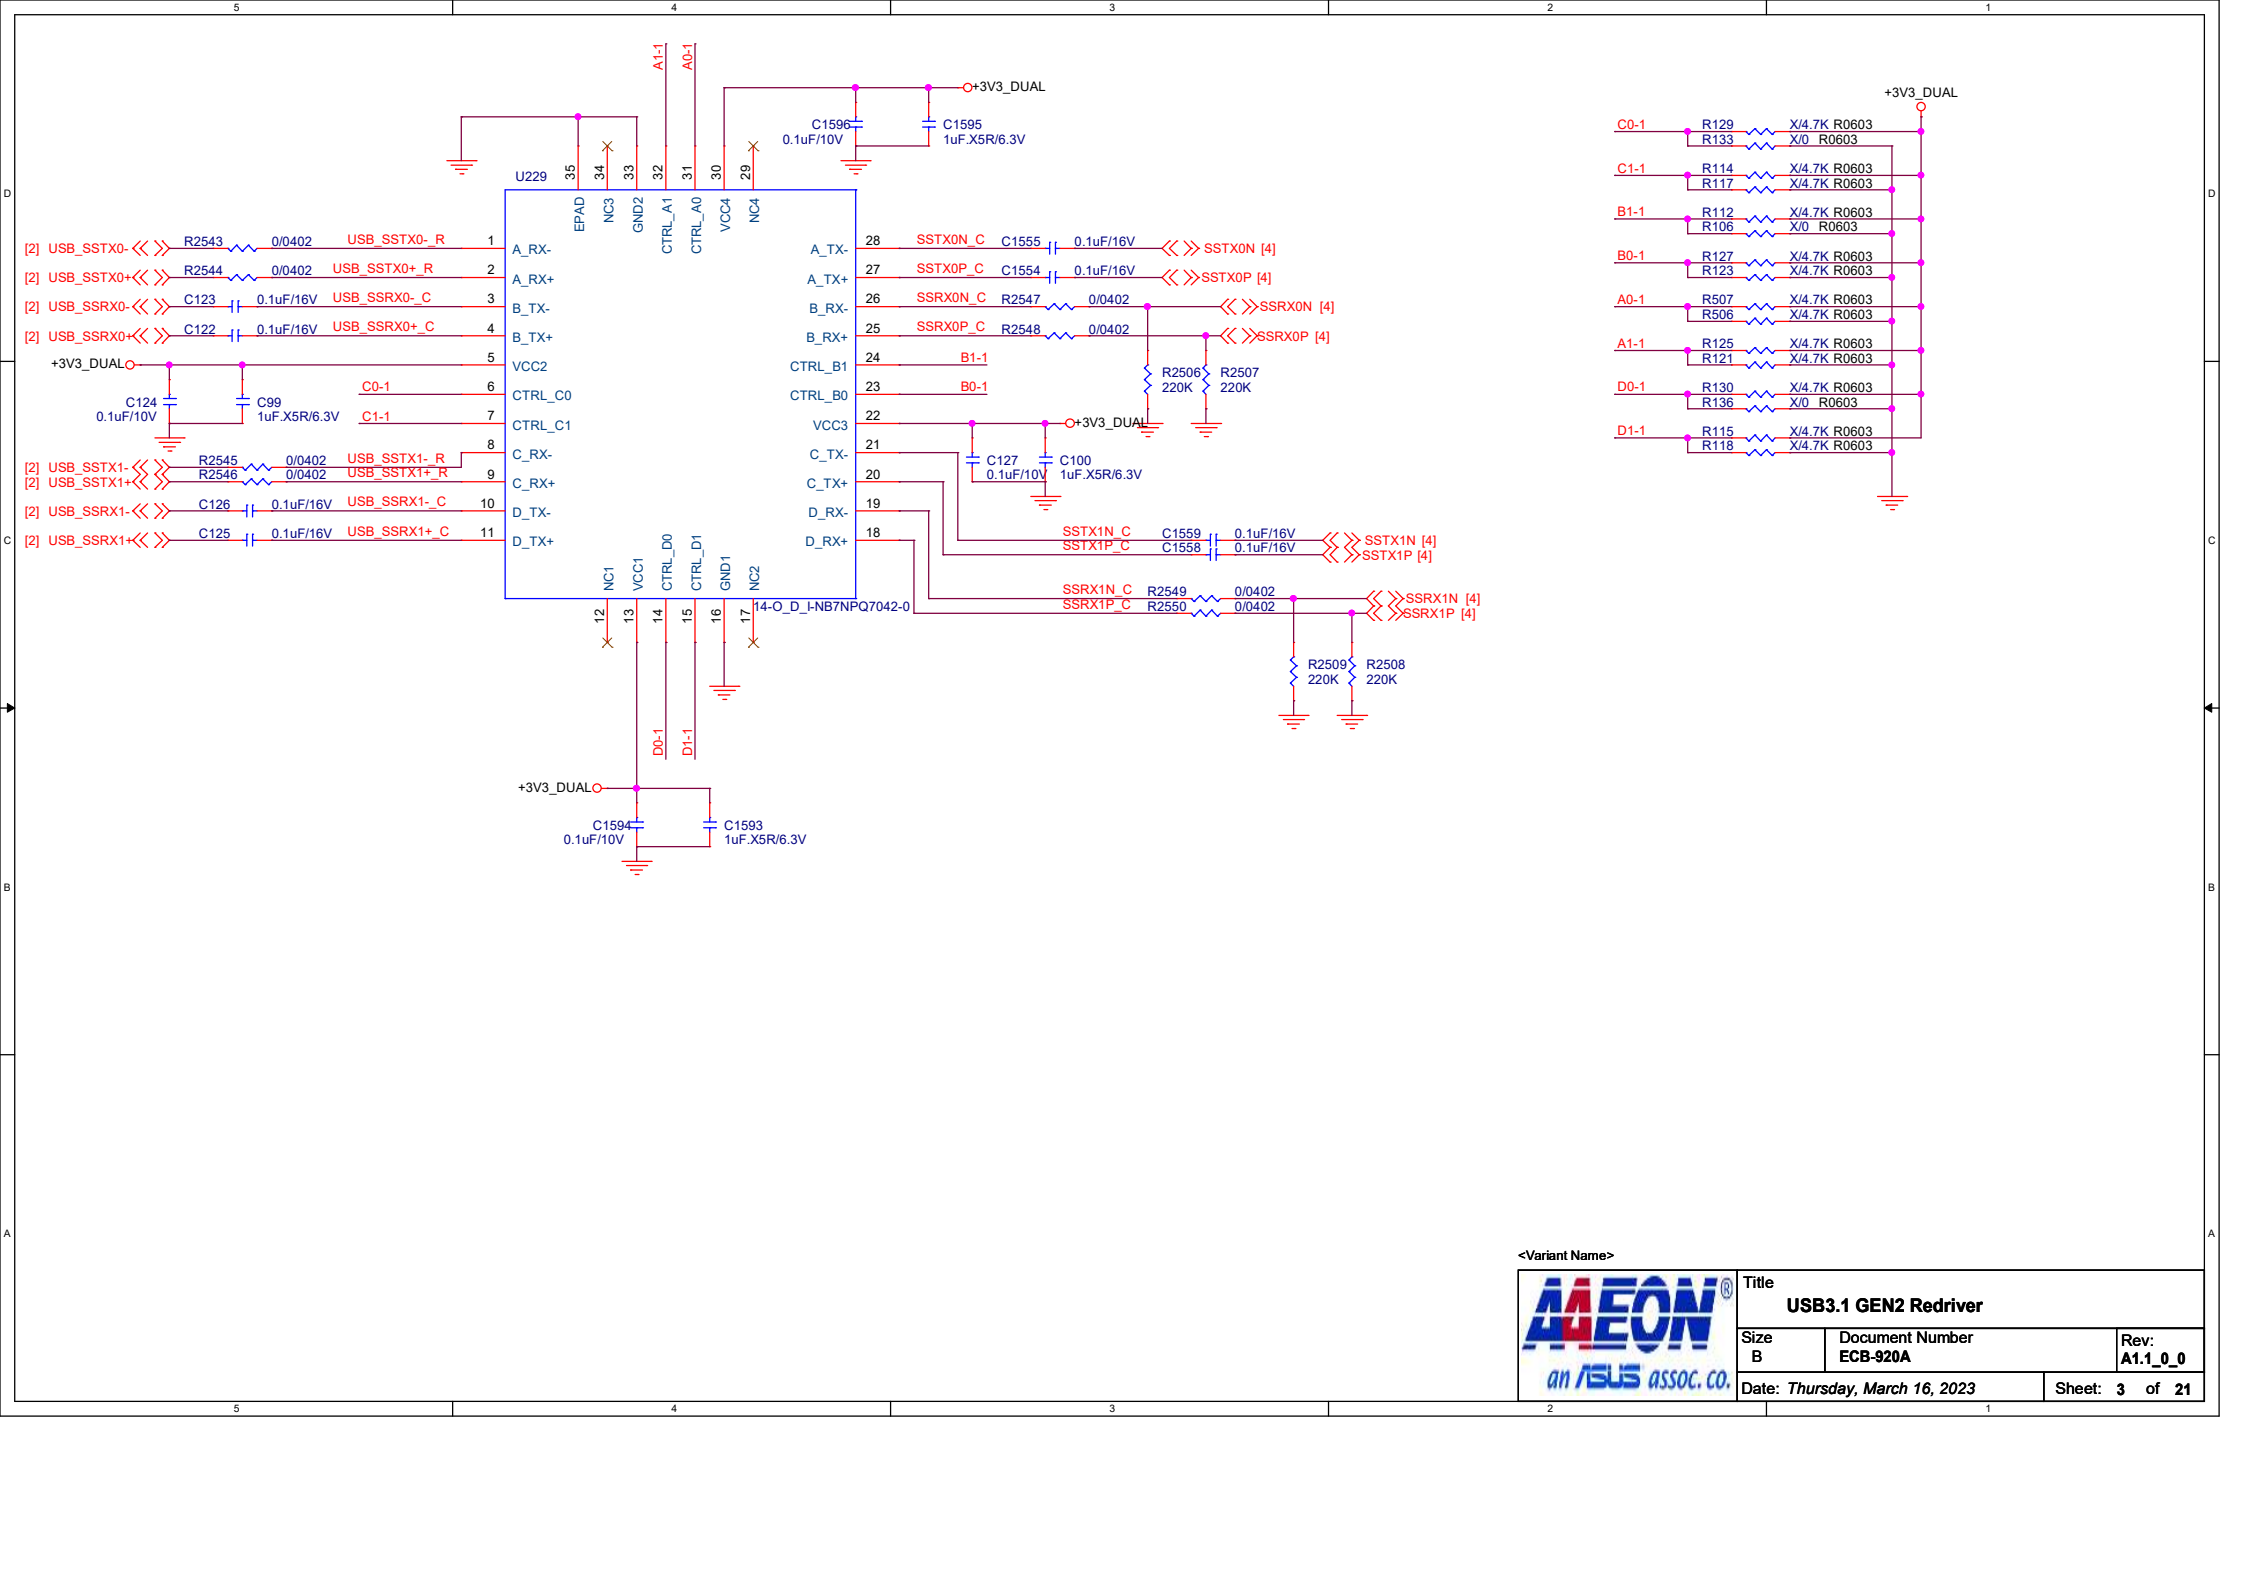 5 4 3 2 1
A1-1
A0-1
+3V3_DUAL
C1596
0.1uF/10V
C1595
1uF.X5R/6.3V
+3V3_DUAL
C0-1 R129 X/4.7K R0603
R133 X/0 R0603
C1-1 R114 X/4.7K R0603
R117 X/4.7K R0603
B1-1 R112 X/4.7K R0603
R106 X/0 R0603
B0-1 R127 X/4.7K R0603
R123 X/4.7K R0603
A0-1 R507 X/4.7K R0603
R506 X/4.7K R0603
A1-1 R125 X/4.7K R0603
R121 X/4.7K R0603
D0-1 R130 X/4.7K R0603
R136 X/0 R0603
D1-1 R115 X/4.7K R0603
R118 X/4.7K R0603
D D
U229
35 34 33 32 31 30 29
EPAD NC3 GND2 CTRL_A1 CTRL_A0 VCC4 NC4
[2] USB_SSTX0- R2543 0/0402 USB_SSTX0-_R 1 A_RX-
[2] USB_SSTX0+ R2544 0/0402 USB_SSTX0+_R 2 A_RX+
[2] USB_SSRX0- C123 0.1uF/16V USB_SSRX0-_C 3 B_TX-
[2] USB_SSRX0+ C122 0.1uF/16V USB_SSRX0+_C 4 B_TX+
+3V3_DUAL 5 VCC2
C0-1 6 CTRL_C0
C1-1 7 CTRL_C1
C124
0.1uF/10V
C99
1uF.X5R/6.3V
8 C_RX-
[2] USB_SSTX1- R2545 0/0402 USB_SSTX1-_R
[2] USB_SSTX1+ R2546 0/0402 USB_SSTX1+_R 9 C_RX+
[2] USB_SSRX1- C126 0.1uF/16V USB_SSRX1-_C 10 D_TX-
[2] USB_SSRX1+ C125 0.1uF/16V USB_SSRX1+_C 11 D_TX+
A_TX- 28 SSTX0N_C C1555 0.1uF/16V SSTX0N [4]
A_TX+ 27 SSTX0P_C C1554 0.1uF/16V SSTX0P [4]
B_RX- 26 SSRX0N_C R2547 0/0402 SSRX0N [4]
B_RX+ 25 SSRX0P_C R2548 0/0402 SSRX0P [4]
CTRL_B1 24 B1-1
CTRL_B0 23 B0-1
R2506
220K
R2507
220K
VCC3 22 +3V3_DUAL
C_TX- 21
C_TX+ 20
D_RX- 19
D_RX+ 18
C127
0.1uF/10V
C100
1uF.X5R/6.3V
SSTX1N_C C1559 0.1uF/16V SSTX1N [4]
SSTX1P_C C1558 0.1uF/16V SSTX1P [4]
SSRX1N_C R2549 0/0402 SSRX1N [4]
SSRX1P_C R2550 0/0402 SSRX1P [4]
R2509
220K
R2508
220K
C C
NC1 VCC1 CTRL_D0 CTRL_D1 GND1 NC2
12 13 14 15 16 17
14-O_D_I-NB7NPQ7042-0
D0-1
D1-1
+3V3_DUAL
C1594
0.1uF/10V
C1593
1uF.X5R/6.3V
B B
A A
<Variant Name>
AAEON®
an ASUS assoc. co.
Title
USB3.1 GEN2 Redriver
Size
B
Document Number
ECB-920A
Rev:
A1.1_0_0
Date: Thursday, March 16, 2023
Sheet: 3 of 21
5 4 3 2 1